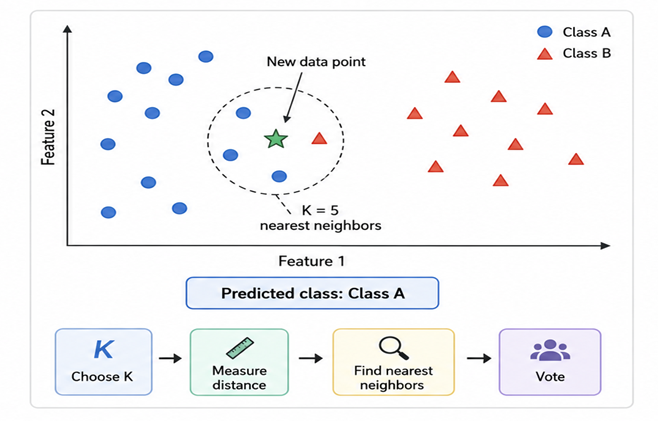 Class A
Class B
New data point
Feature 2
K = 5
nearest neighbors
Feature 1
Predicted class: Class A
K
Choose K
Measure
distance
Find nearest
neighbors
Vote